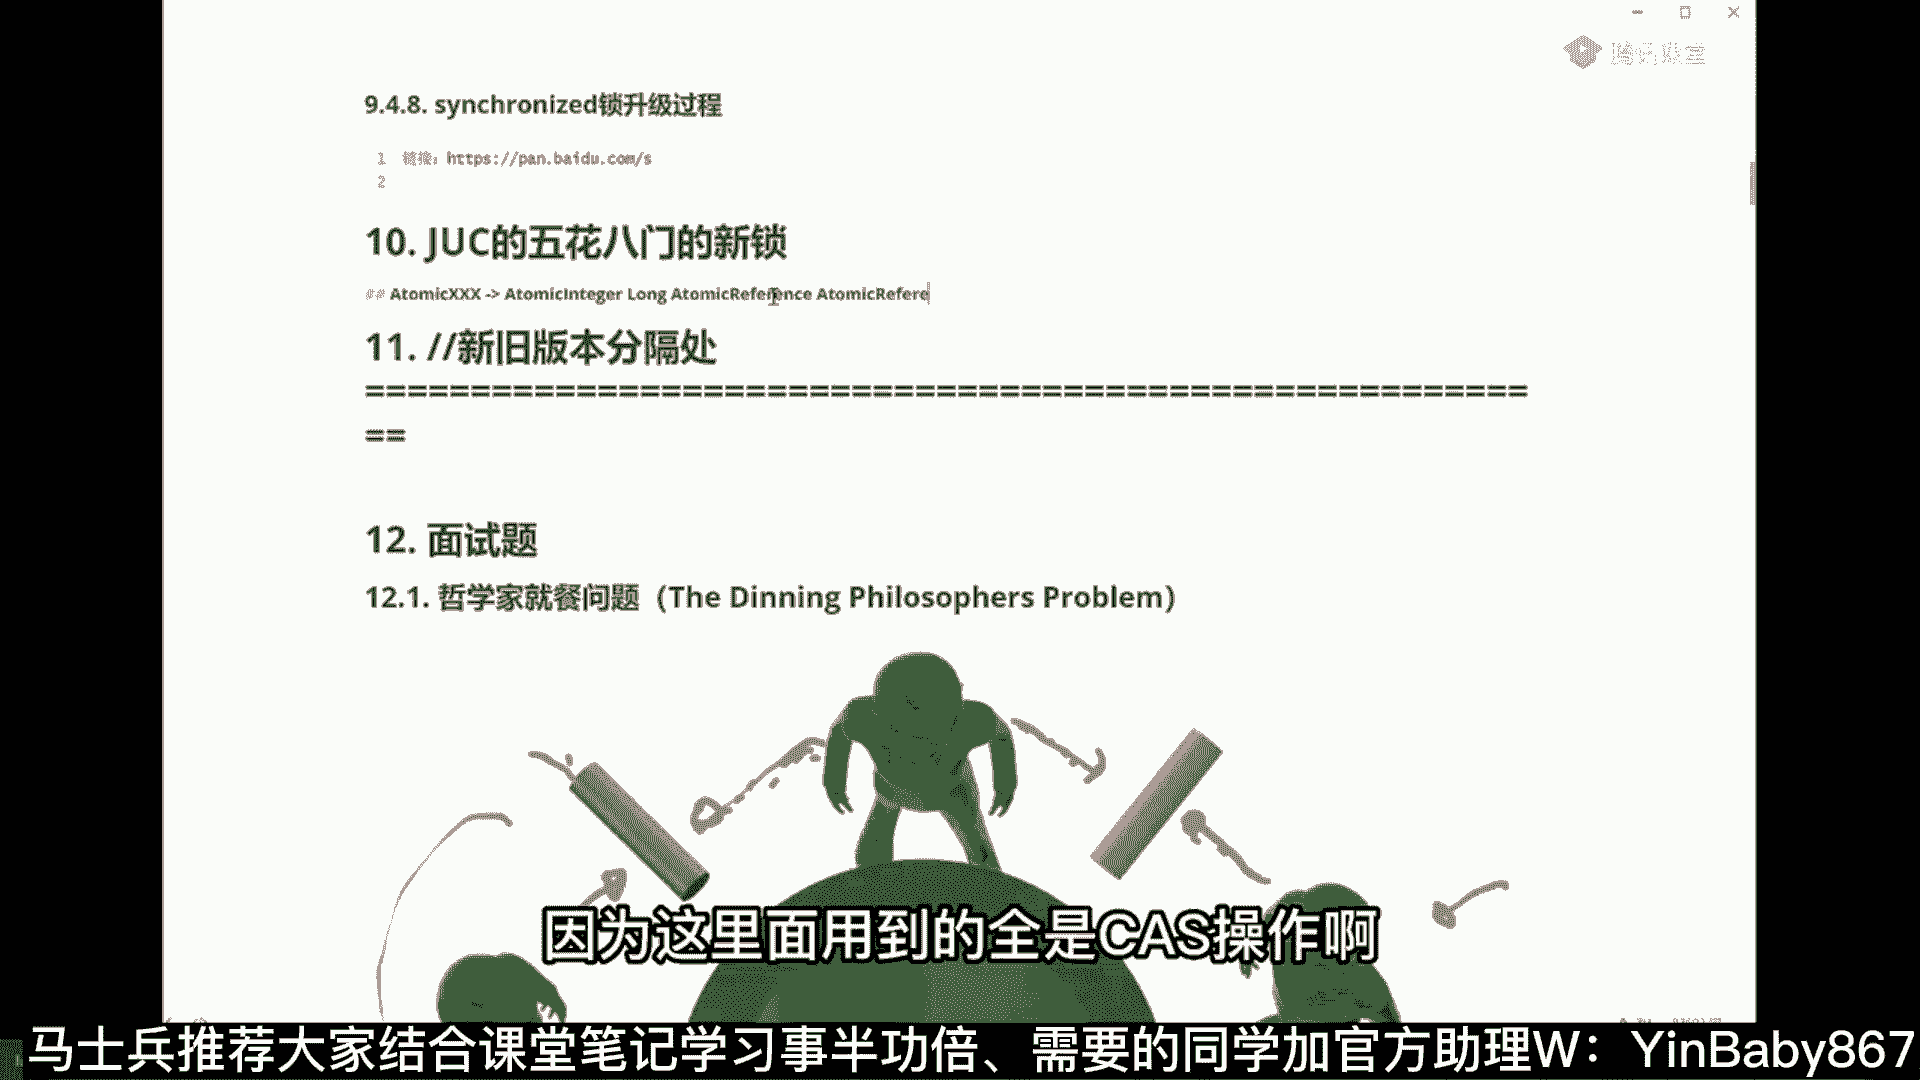 腾讯课堂
9.4.8. synchronized锁升级过程
1 链接：https://pan.baidu.com/s
2
10. JUC的五花八门的新锁
## AtomicXXX -> AtomicInteger Long AtomicReference AtomicRefere
11. //新旧版本分隔处
=======================================================
==
12. 面试题
12.1. 哲学家就餐问题（The Dinning Philosophers Problem）
因为这里面用到的全是CAS操作啊
马士兵推荐大家结合课堂笔记学习事半功倍、需要的同学加官方助理W：YinBaby867